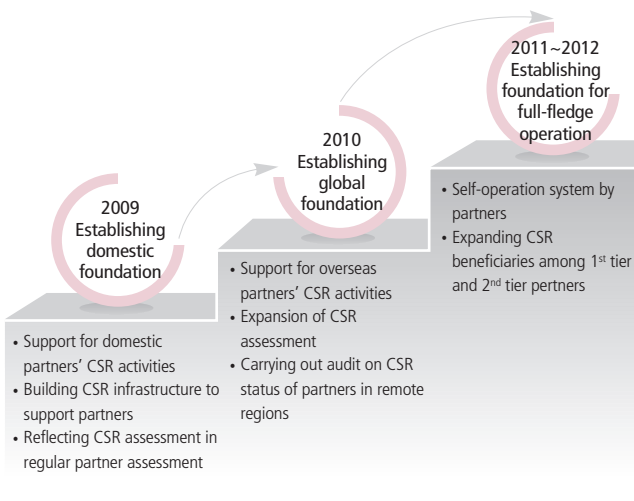 2009
Establishing
domestic
foundation
• Support for domestic
partners’ CSR activities
• Building CSR infrastructure to
support partners
• Reflecting CSR assessment in
regular partner assessment
2010
Establishing
global
foundation
• Support for overseas
partners’ CSR activities
• Expansion of CSR
assessment
• Carrying out audit on CSR
status of partners in remote
regions
2011~2012
Establishing
foundation for
full-fledge
operation
• Self-operation system by
partners
• Expanding CSR
beneficiaries among 1st tier
and 2nd tier pertners